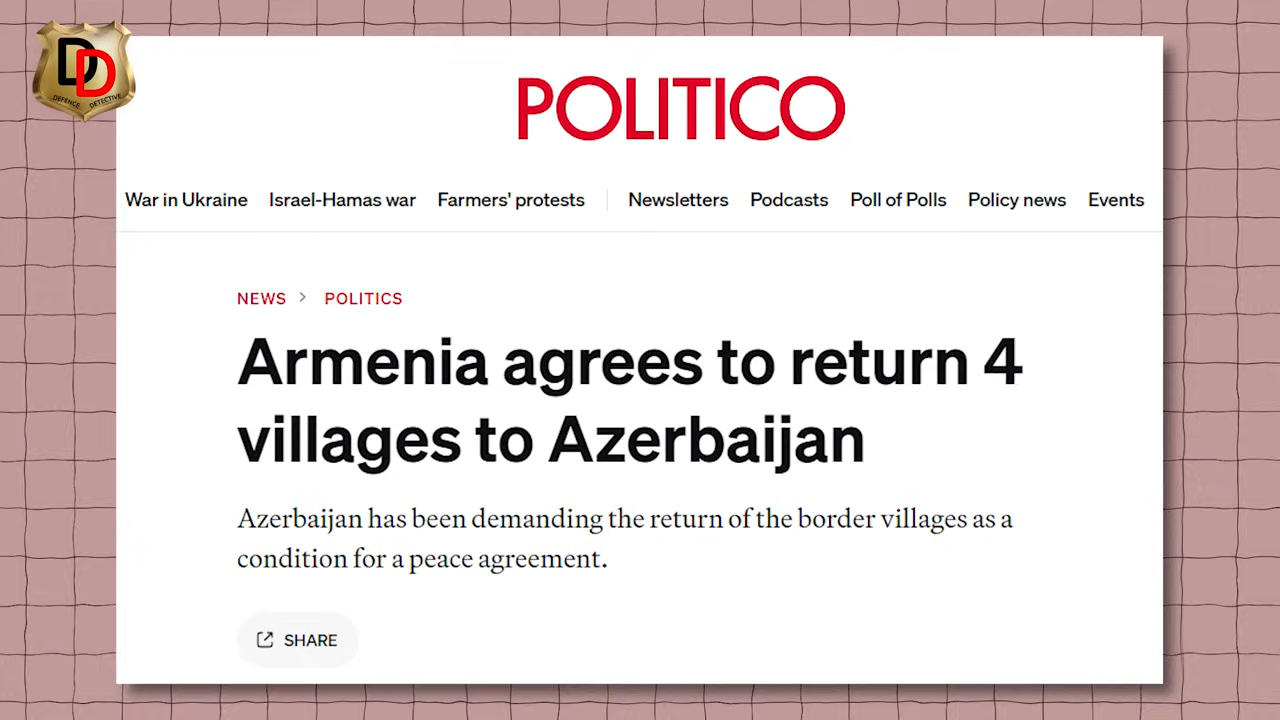 DD
DEFENCE DETECTIVE
POLITICO
War in Ukraine Israel-Hamas war Farmers' protests Newsletters Podcasts Poll of Polls Policy news Events
NEWS > POLITICS
Armenia agrees to return 4
villages to Azerbaijan
Azerbaijan has been demanding the return of the border villages as a
condition for a peace agreement.
SHARE